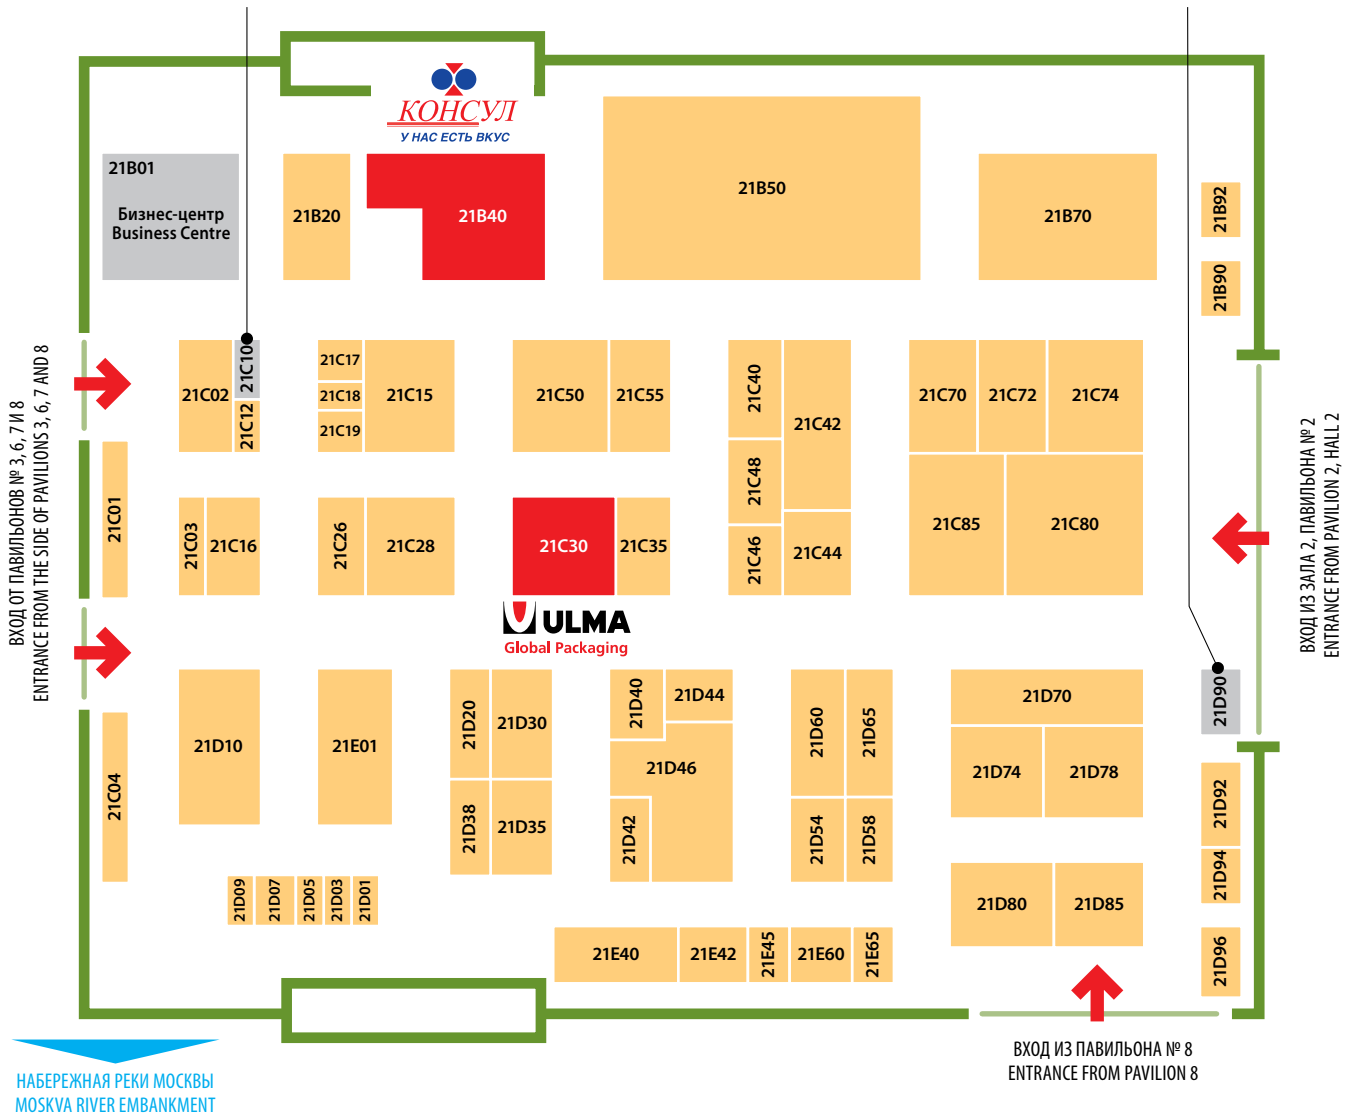 КОНСУЛ
У НАС ЕСТЬ ВКУС
21B01
Бизнес-центр
Business Centre
21B20
21B40
21B50
21B70
21B92
21B90
21C02
21C10
21C12
21C17
21C18
21C19
21C15
21C50
21C55
21C40
21C48
21C46
21C42
21C44
21C70
21C72
21C74
21C85
21C80
21C01
21C03
21C16
21C26
21C28
21C30
21C35
ULMA
Global Packaging
ВХОД ОТ ПАВИЛЬОНОВ № 3, 6, 7 И 8
ENTRANCE FROM THE SIDE OF PAVILIONS 3, 6, 7 AND 8
ВХОД ИЗ ЗАЛА 2, ПАВИЛЬОНА № 2
ENTRANCE FROM PAVILION 2, HALL 2
21C04
21D10
21E01
21D20
21D30
21D38
21D35
21D40
21D44
21D46
21D42
21D60
21D65
21D54
21D58
21D70
21D74
21D78
21D80
21D85
21D90
21D92
21D94
21D96
21D09
21D07
21D05
21D03
21D01
21E40
21E42
21E45
21E60
21E65
ВХОД ИЗ ПАВИЛЬОНА № 8
ENTRANCE FROM PAVILION 8
НАБЕРЕЖНАЯ РЕКИ МОСКВЫ
MOSKVA RIVER EMBANKMENT